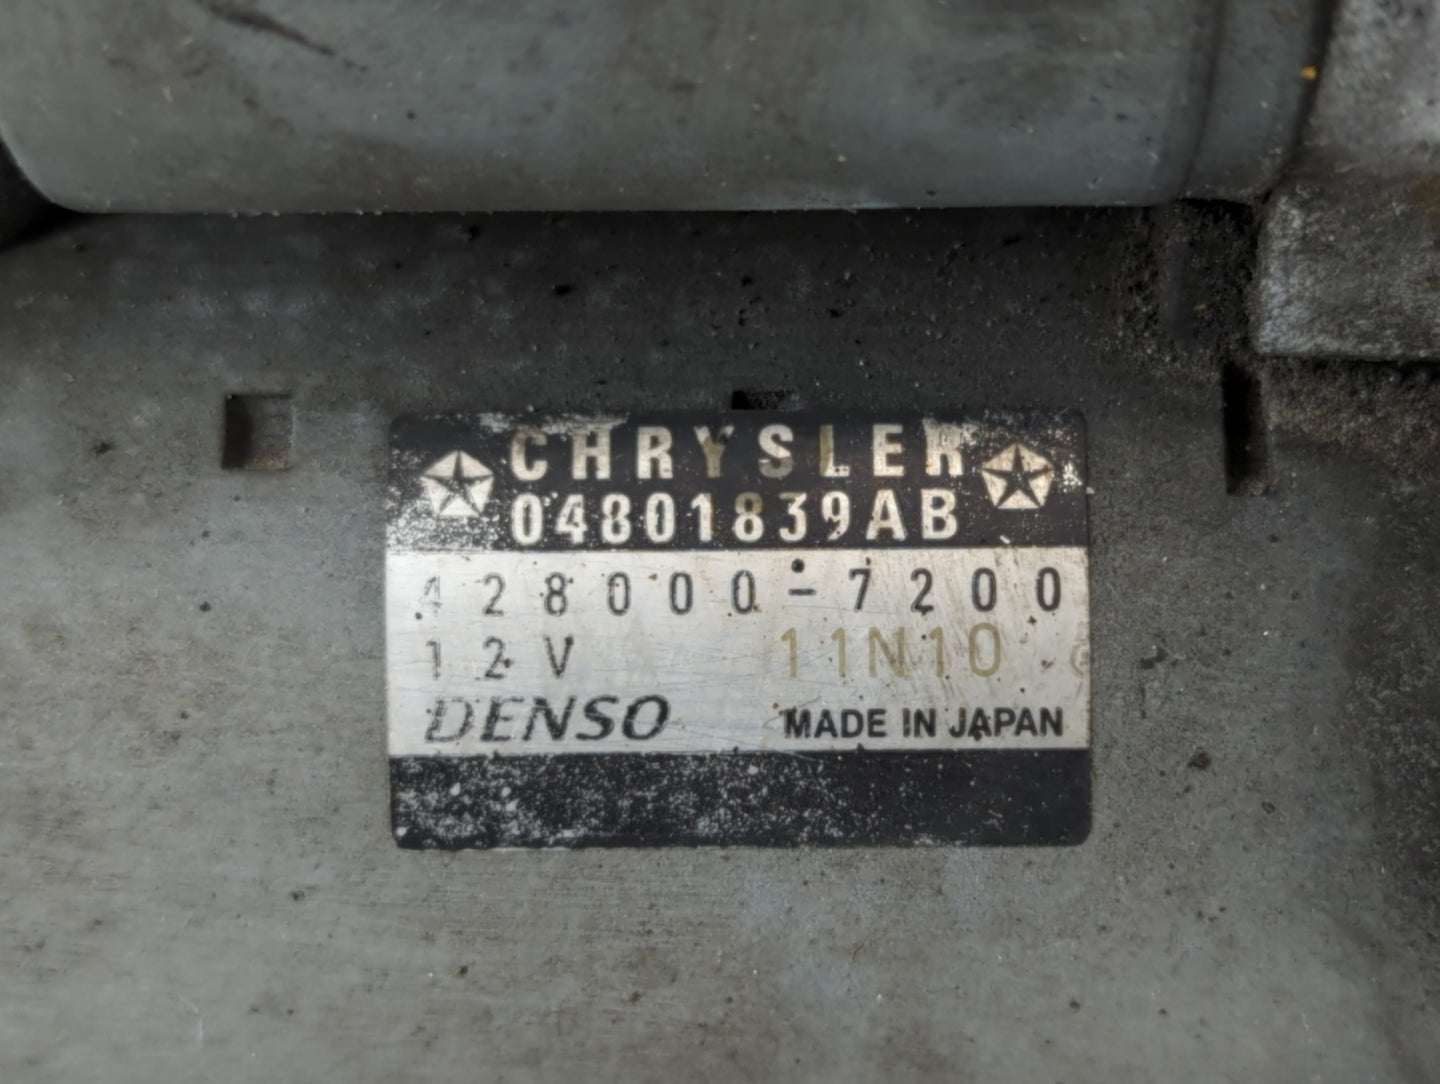 CHRYSLER
04801839AB
428000-7200
12V 11N10
DENSO MADE IN JAPAN